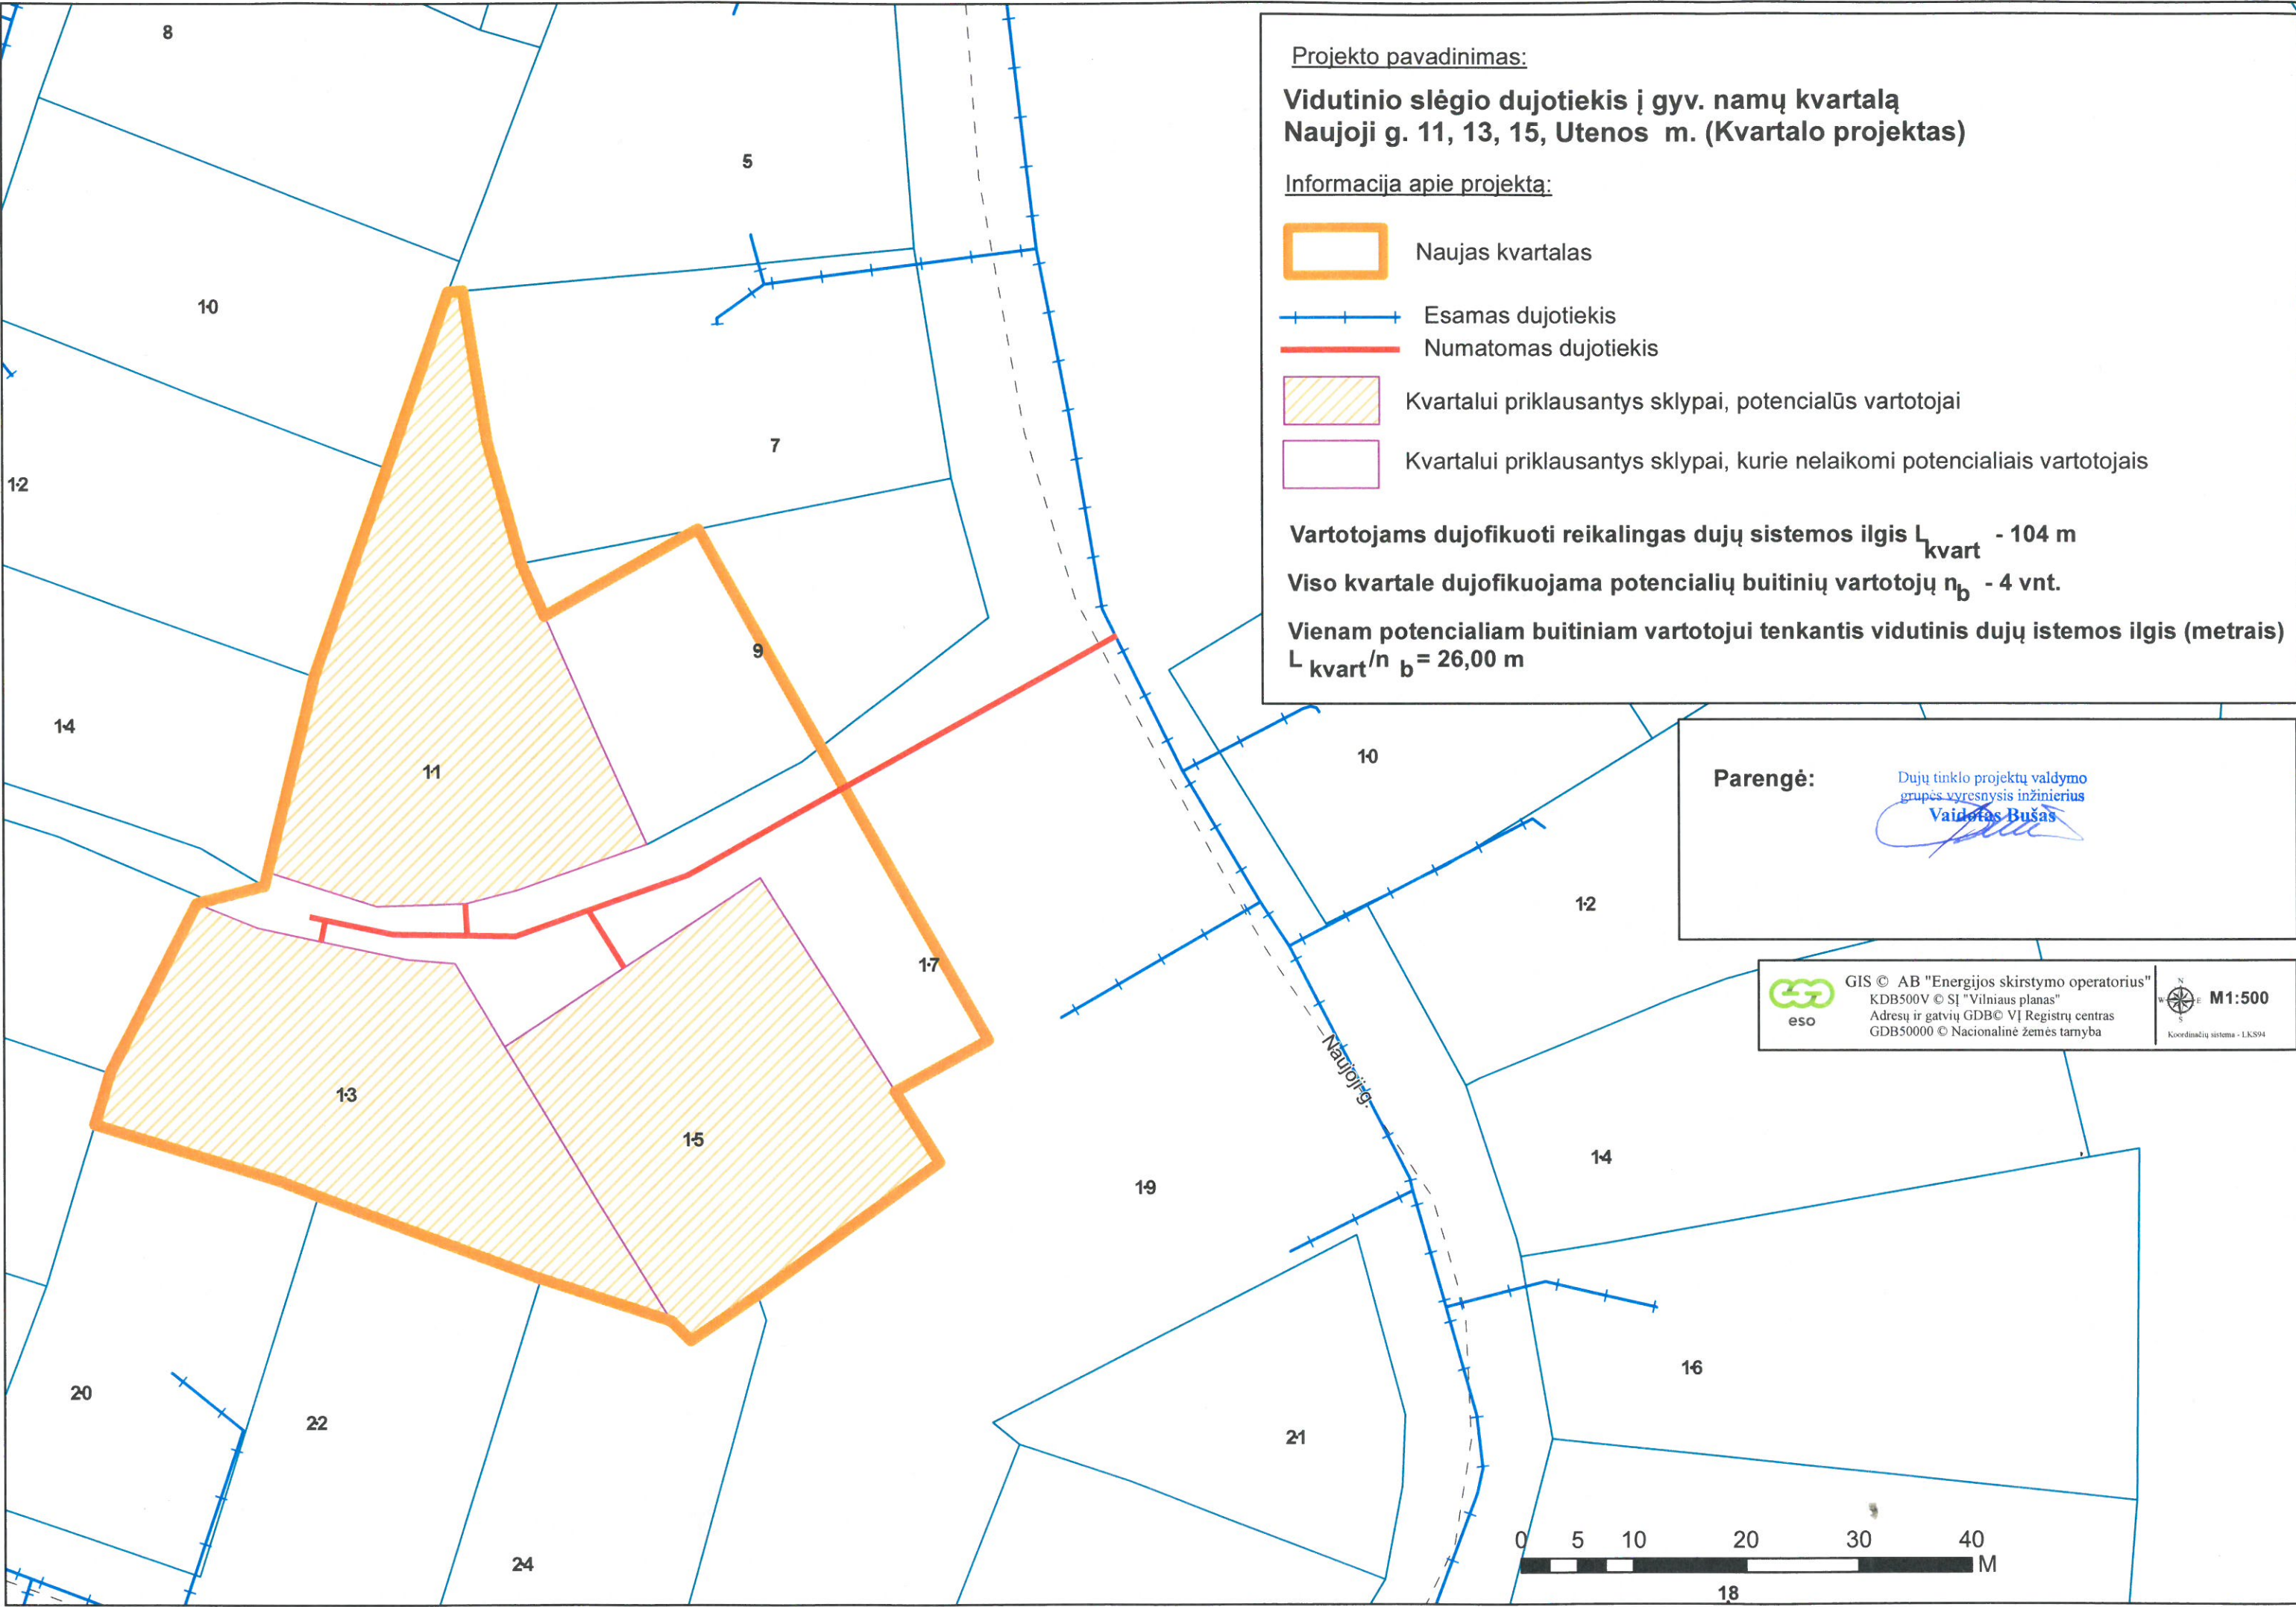 Projekto pavadinimas:
Vidutinio slėgio dujotiekis į gyv. namų kvartalą
Naujoji g. 11, 13, 15, Utenos m. (Kvartalo projektas)
Informacija apie projektą:
Naujas kvartalas
Esamas dujotiekis
Numatomas dujotiekis
Kvartalui priklausantys sklypai, potencialūs vartotojai
Kvartalui priklausantys sklypai, kurie nelaikomi potencialiais vartotojais
Vartotojams dujofikuoti reikalingas dujų sistemos ilgis L kvart - 104 m
Viso kvartale dujofikuojama potencialių buitinių vartotojų n b - 4 vnt.
Vienam potencialiam buitiniam vartotojui tenkantis vidutinis dujų istemos ilgis (metrais)
L kvart /n b = 26,00 m
Parengė:
Dujų tinklo projektų valdymo
grupės vyresnysis inžinierius
Vaidotas Bušas
eso
GIS © AB "Energijos skirstymo operatorius"
KDB500V © SĮ "Vilniaus planas"
Adresų ir gatvių GDB© VĮ Registrų centras
GDB50000 © Nacionalinė žemės tarnyba
N
W
E
S
M1:500
Koordinačių sistema - LKS94
8
5
10
7
12
9
14
11
10
12
17
13
15
14
19
16
20
22
21
24
18
Naujoji g.
0 5 10 20 30 40
M